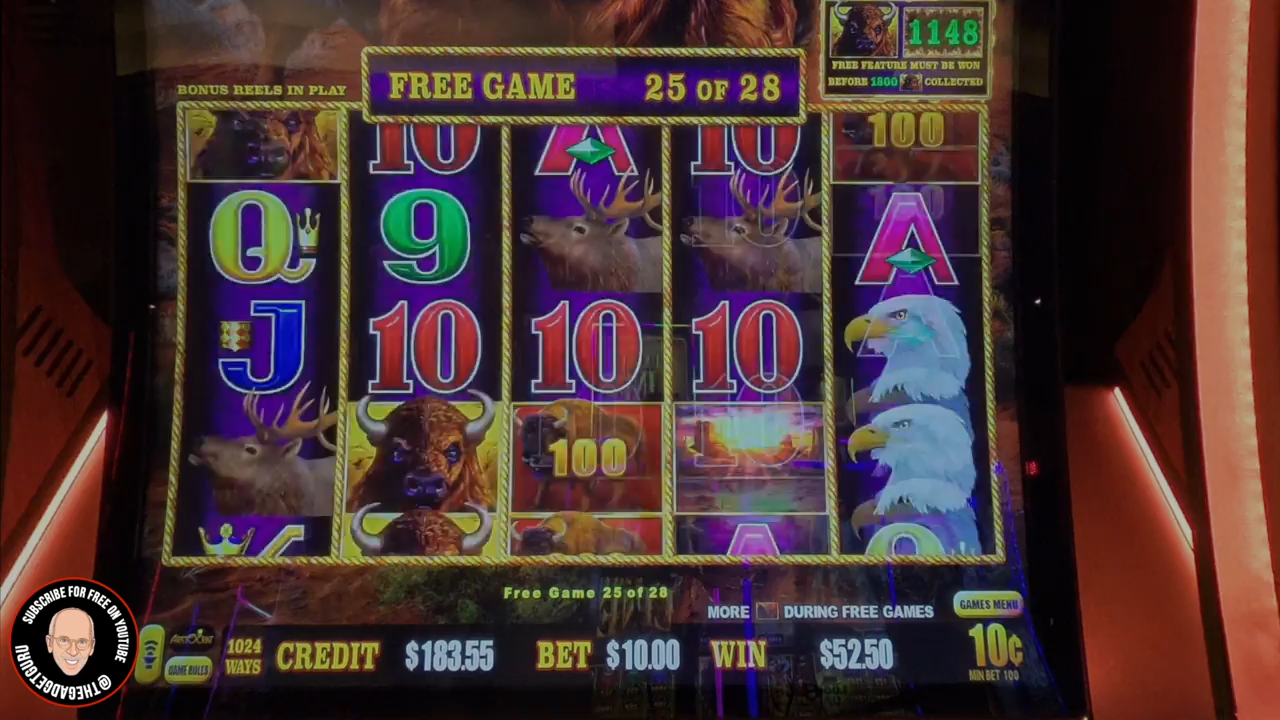 1148
FREE FEATURE MUST BE WON
BEFORE 1800 COLLECTED
BONUS REELS IN PLAY
FREE GAME 25 OF 28
10 A 10 100
Q 9 A
J 10 10 10
100
Free Game 25 of 28
MORE DURING FREE GAMES
GAMES MENU
GAME RULES
1024 WAYS
CREDIT $183.55 BET $10.00 WIN $52.50
10¢
MIN BET 100
SUBSCRIBE FOR FREE ON YOUTUBE
@THEGADGETGURU